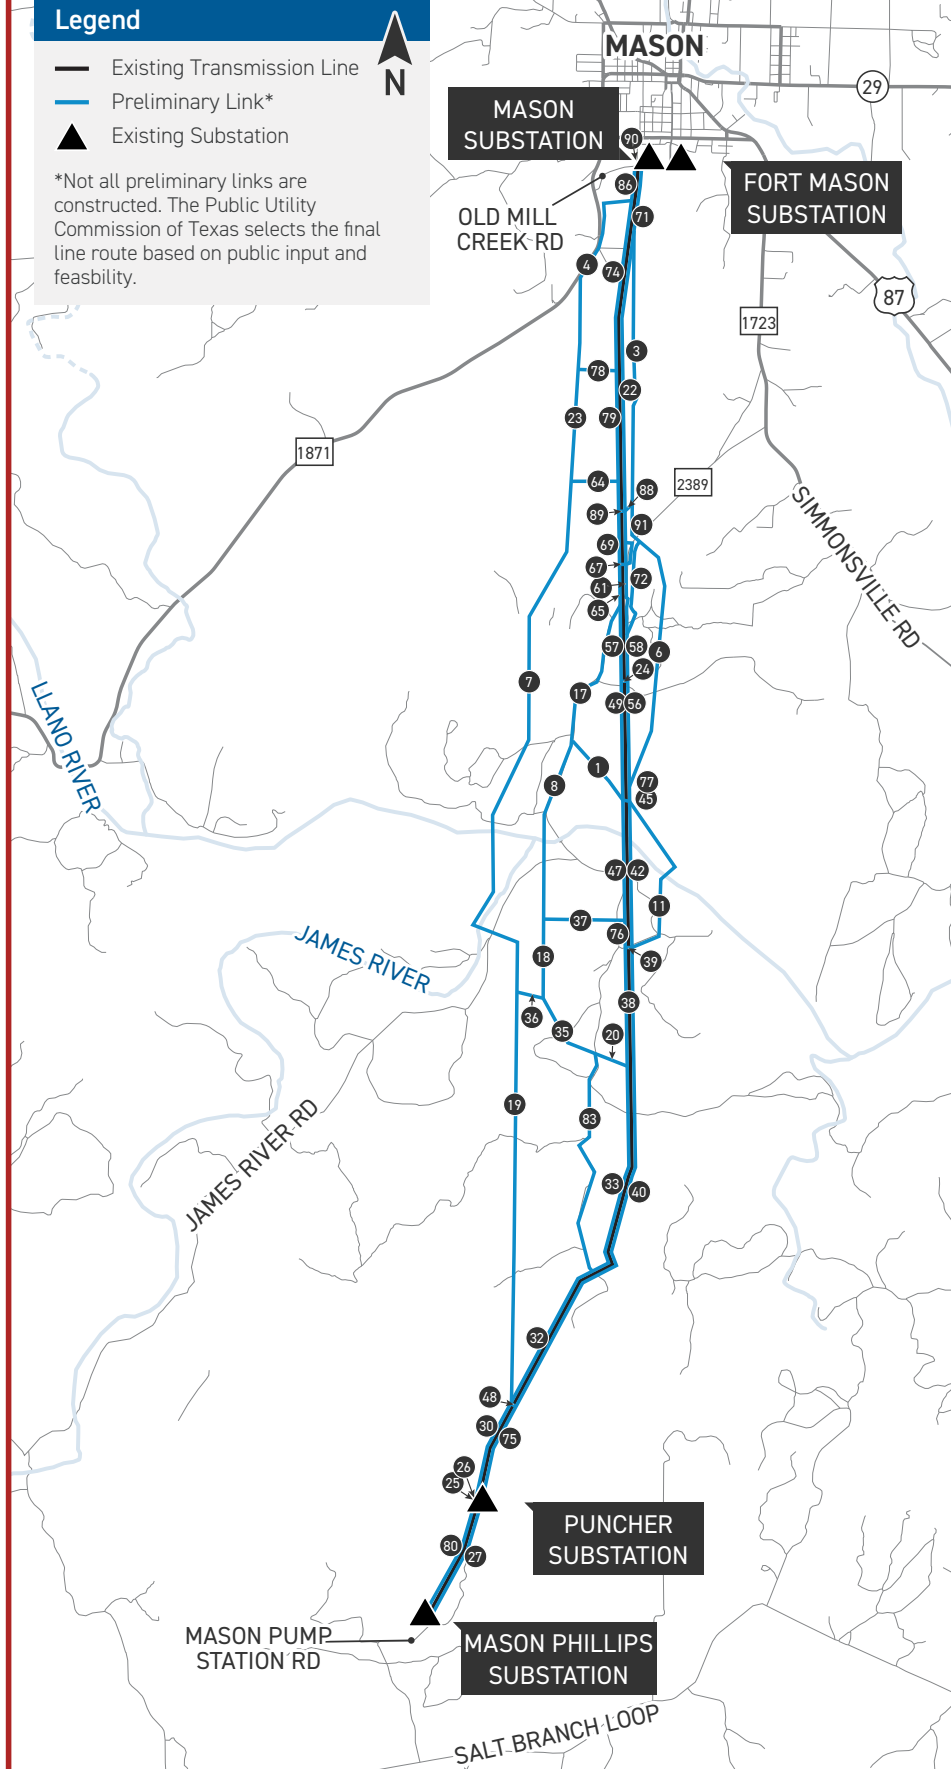 Legend
Existing Transmission Line
Preliminary Link*
Existing Substation
*Not all preliminary links are
constructed. The Public Utility
Commission of Texas selects the final
line route based on public input and
feasbility.
N
MASON
29
MASON
SUBSTATION
90
FORT MASON
SUBSTATION
86
OLD MILL
CREEK RD
71
4
74
87
1723
3
78
22
23
79
1871
64
2389
88
89
91
SIMMONSVILLE RD
69
67
72
61
65
57
58
6
24
7
17
49
56
LLANO RIVER
1
77
8
45
47
42
11
37
76
JAMES RIVER
18
39
38
36
35
20
19
83
JAMES RIVER RD
33
40
32
48
30
75
26
25
PUNCHER
SUBSTATION
80
27
MASON PUMP
STATION RD
MASON PHILLIPS
SUBSTATION
SALT BRANCH LOOP